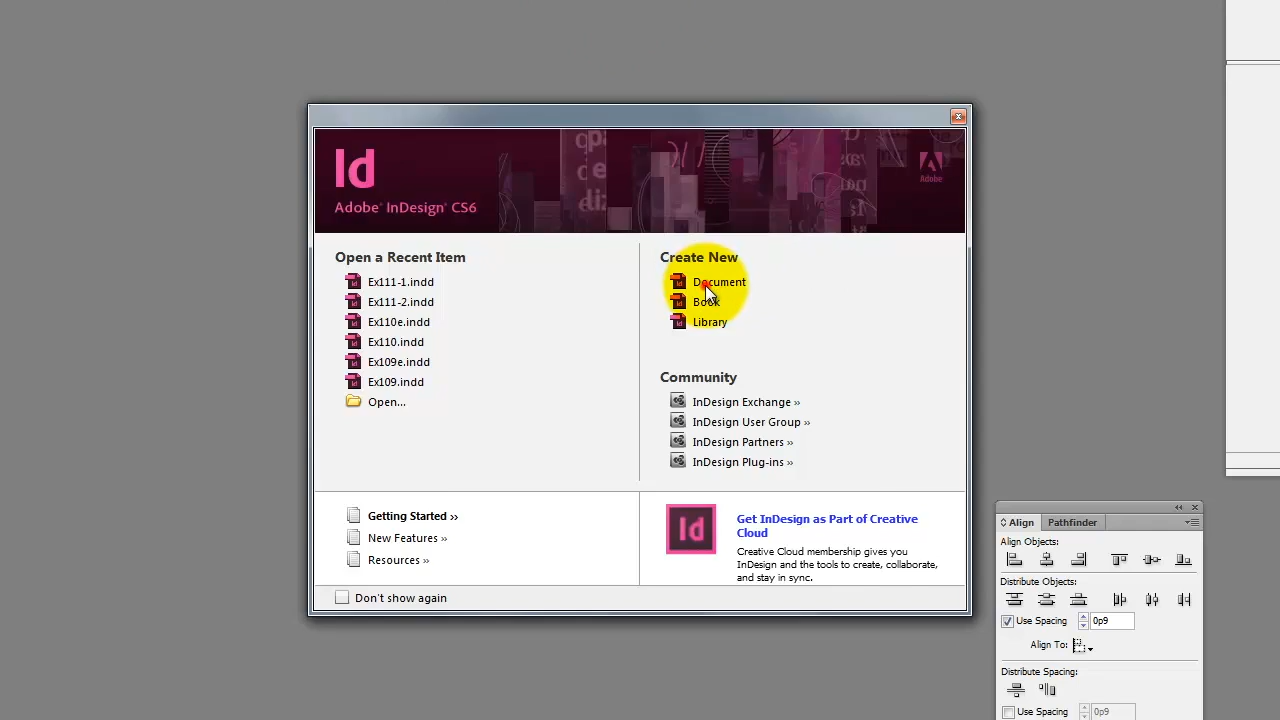 Id
Adobe® InDesign® CS6
Adobe
Open a Recent Item
Ex111-1.indd
Ex111-2.indd
Ex110e.indd
Ex110.indd
Ex109e.indd
Ex109.indd
Open...
Create New
Document
Book
Library
Community
InDesign Exchange »
InDesign User Group »
InDesign Partners »
InDesign Plug-ins »
Getting Started »
New Features »
Resources »
Id
Get InDesign as Part of Creative
Cloud
Creative Cloud membership gives you
InDesign and the tools to create, collaborate,
and stay in sync.
Don't show again
Align
Pathfinder
Align Objects:
Distribute Objects:
Use Spacing
0p9
Align To:
Distribute Spacing:
Use Spacing
0p9